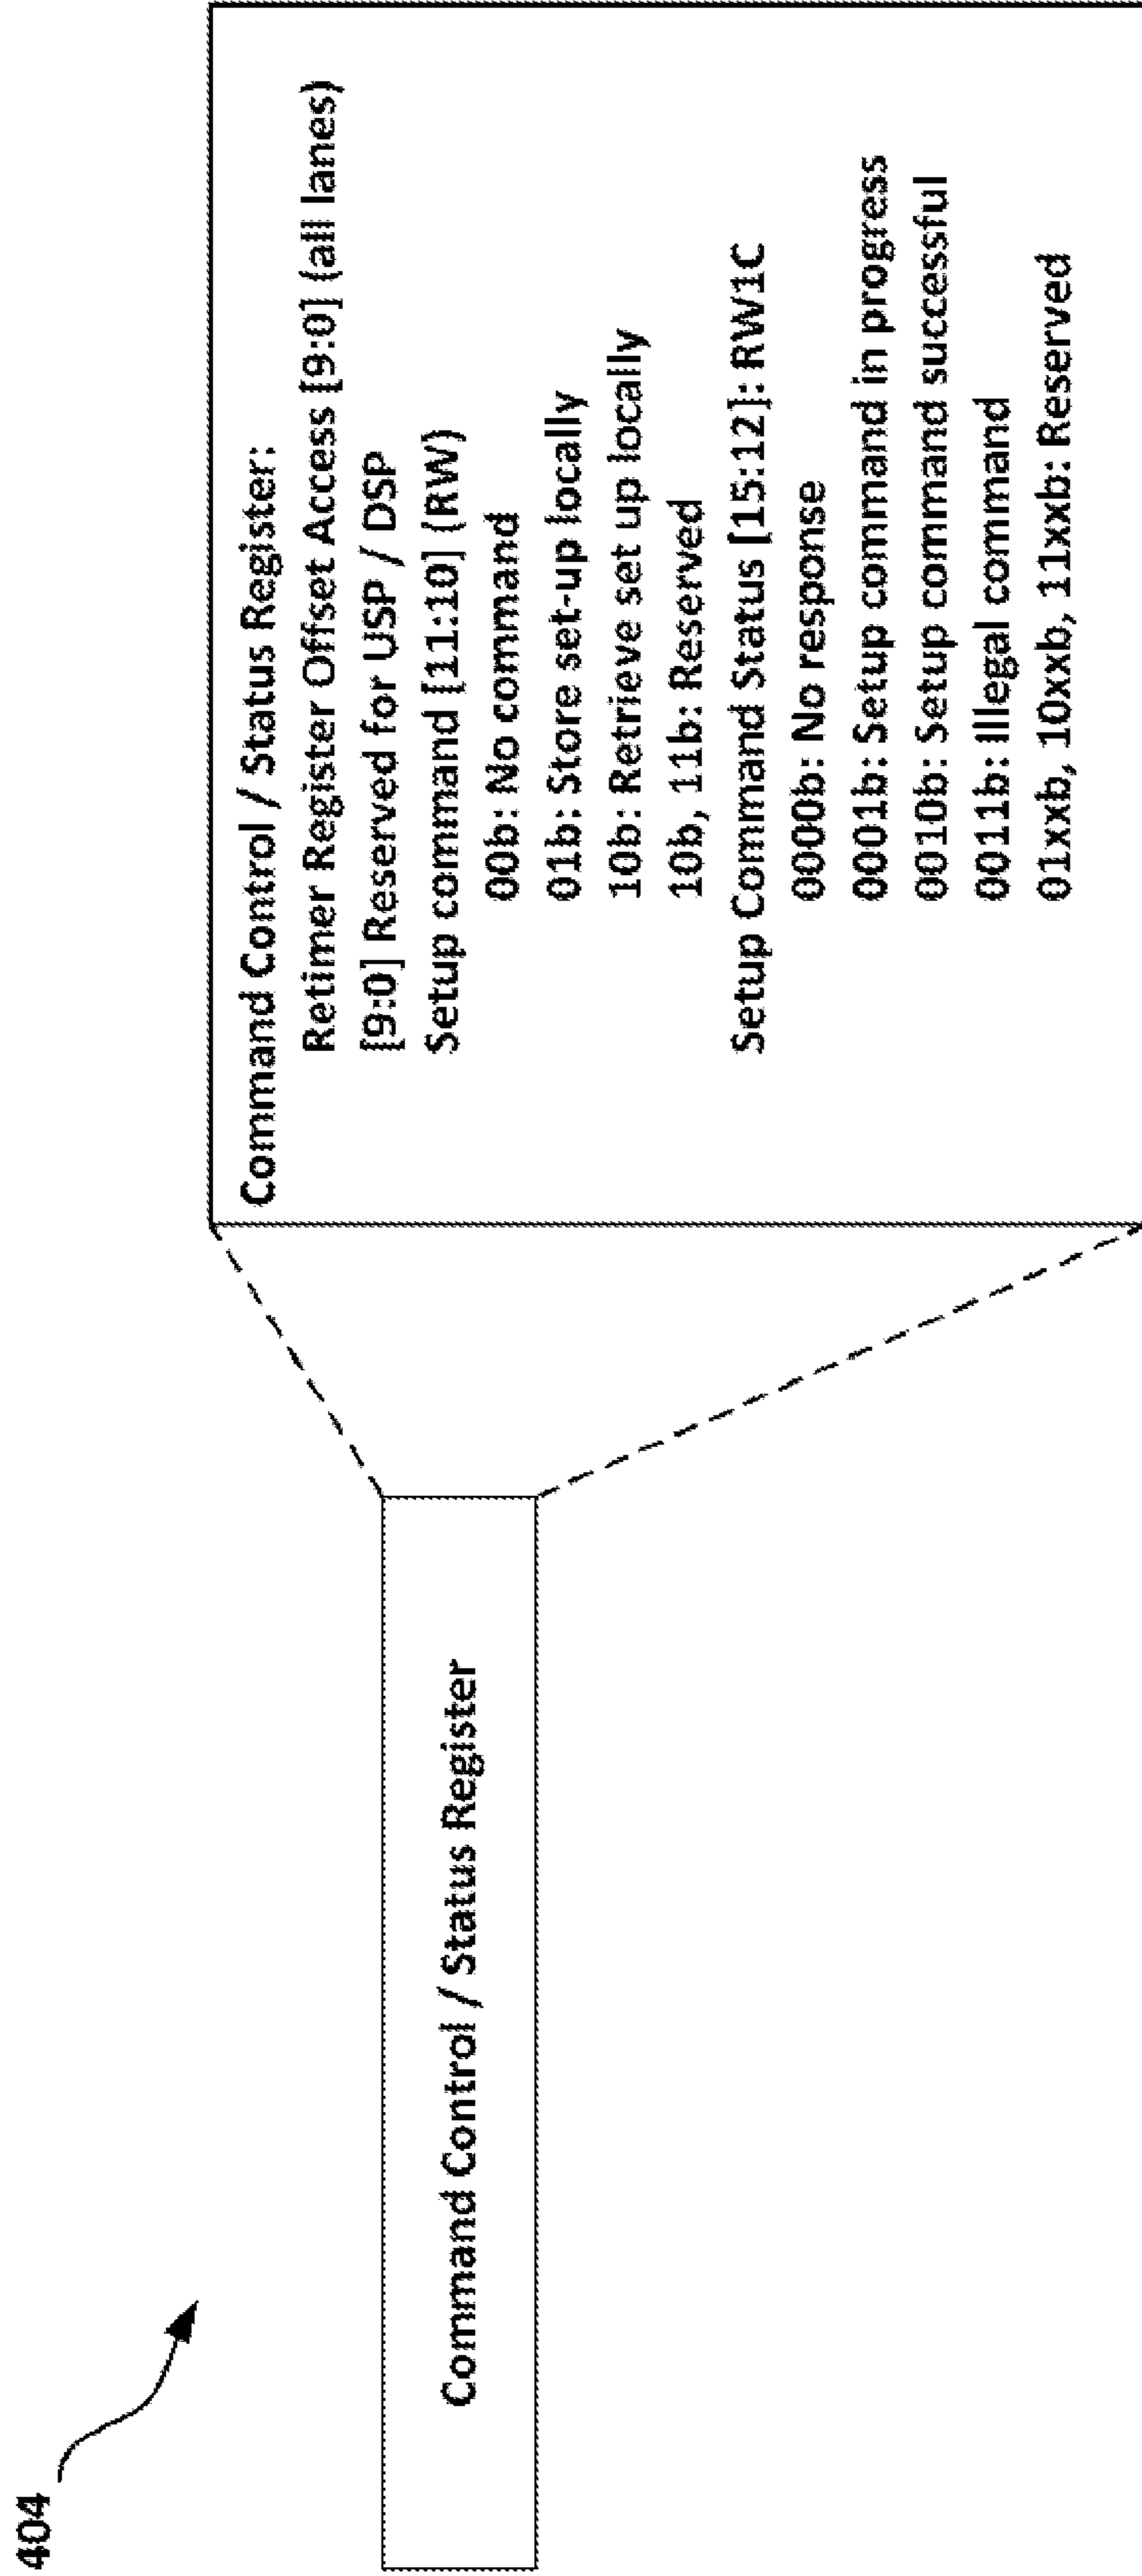 404
Command Control / Status Register
Command Control / Status Register:
Retimer Register Offset Access [9:0] (all lanes)
[9:0] Reserved for USP / DSP
Setup command [11:10] (RW)
00b: No command
01b: Store set-up locally
10b: Retrieve set up locally
10b, 11b: Reserved
Setup Command Status [15:12]: RW1C
0000b: No response
0001b: Setup command in progress
0010b: Setup command successful
0011b: Illegal command
01xxb, 10xxb, 11xxb: Reserved